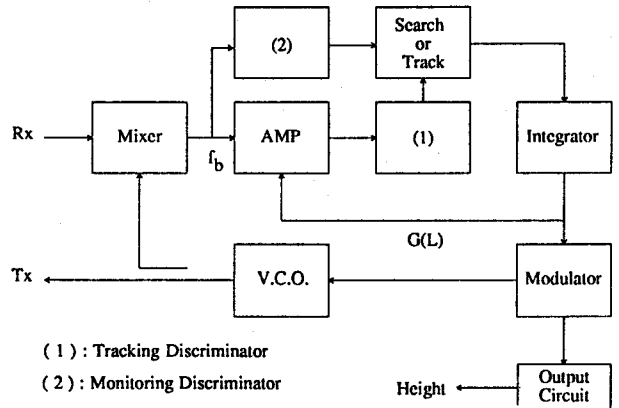 (2)
Search
or
Track
Rx
Mixer
f_b
AMP
(1)
Integrator
G(L)
Tx
V.C.O.
Modulator
( 1 ) : Tracking Discriminator
( 2 ) : Monitoring Discriminator
Height
Output
Circuit